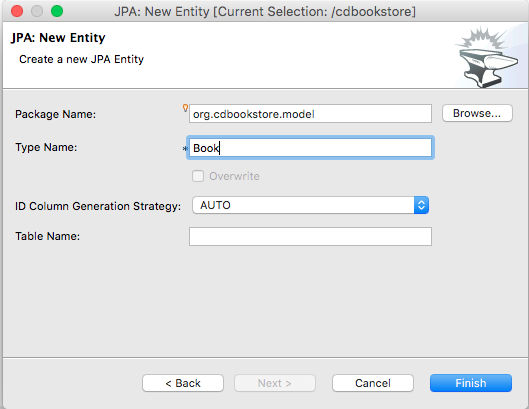 JPA: New Entity [Current Selection: /cdbookstore]
JPA: New Entity
Create a new JPA Entity
Package Name: org.cdbookstore.model Browse...
Type Name: * Book
Overwrite
ID Column Generation Strategy: AUTO
Table Name:
< Back Next > Cancel Finish